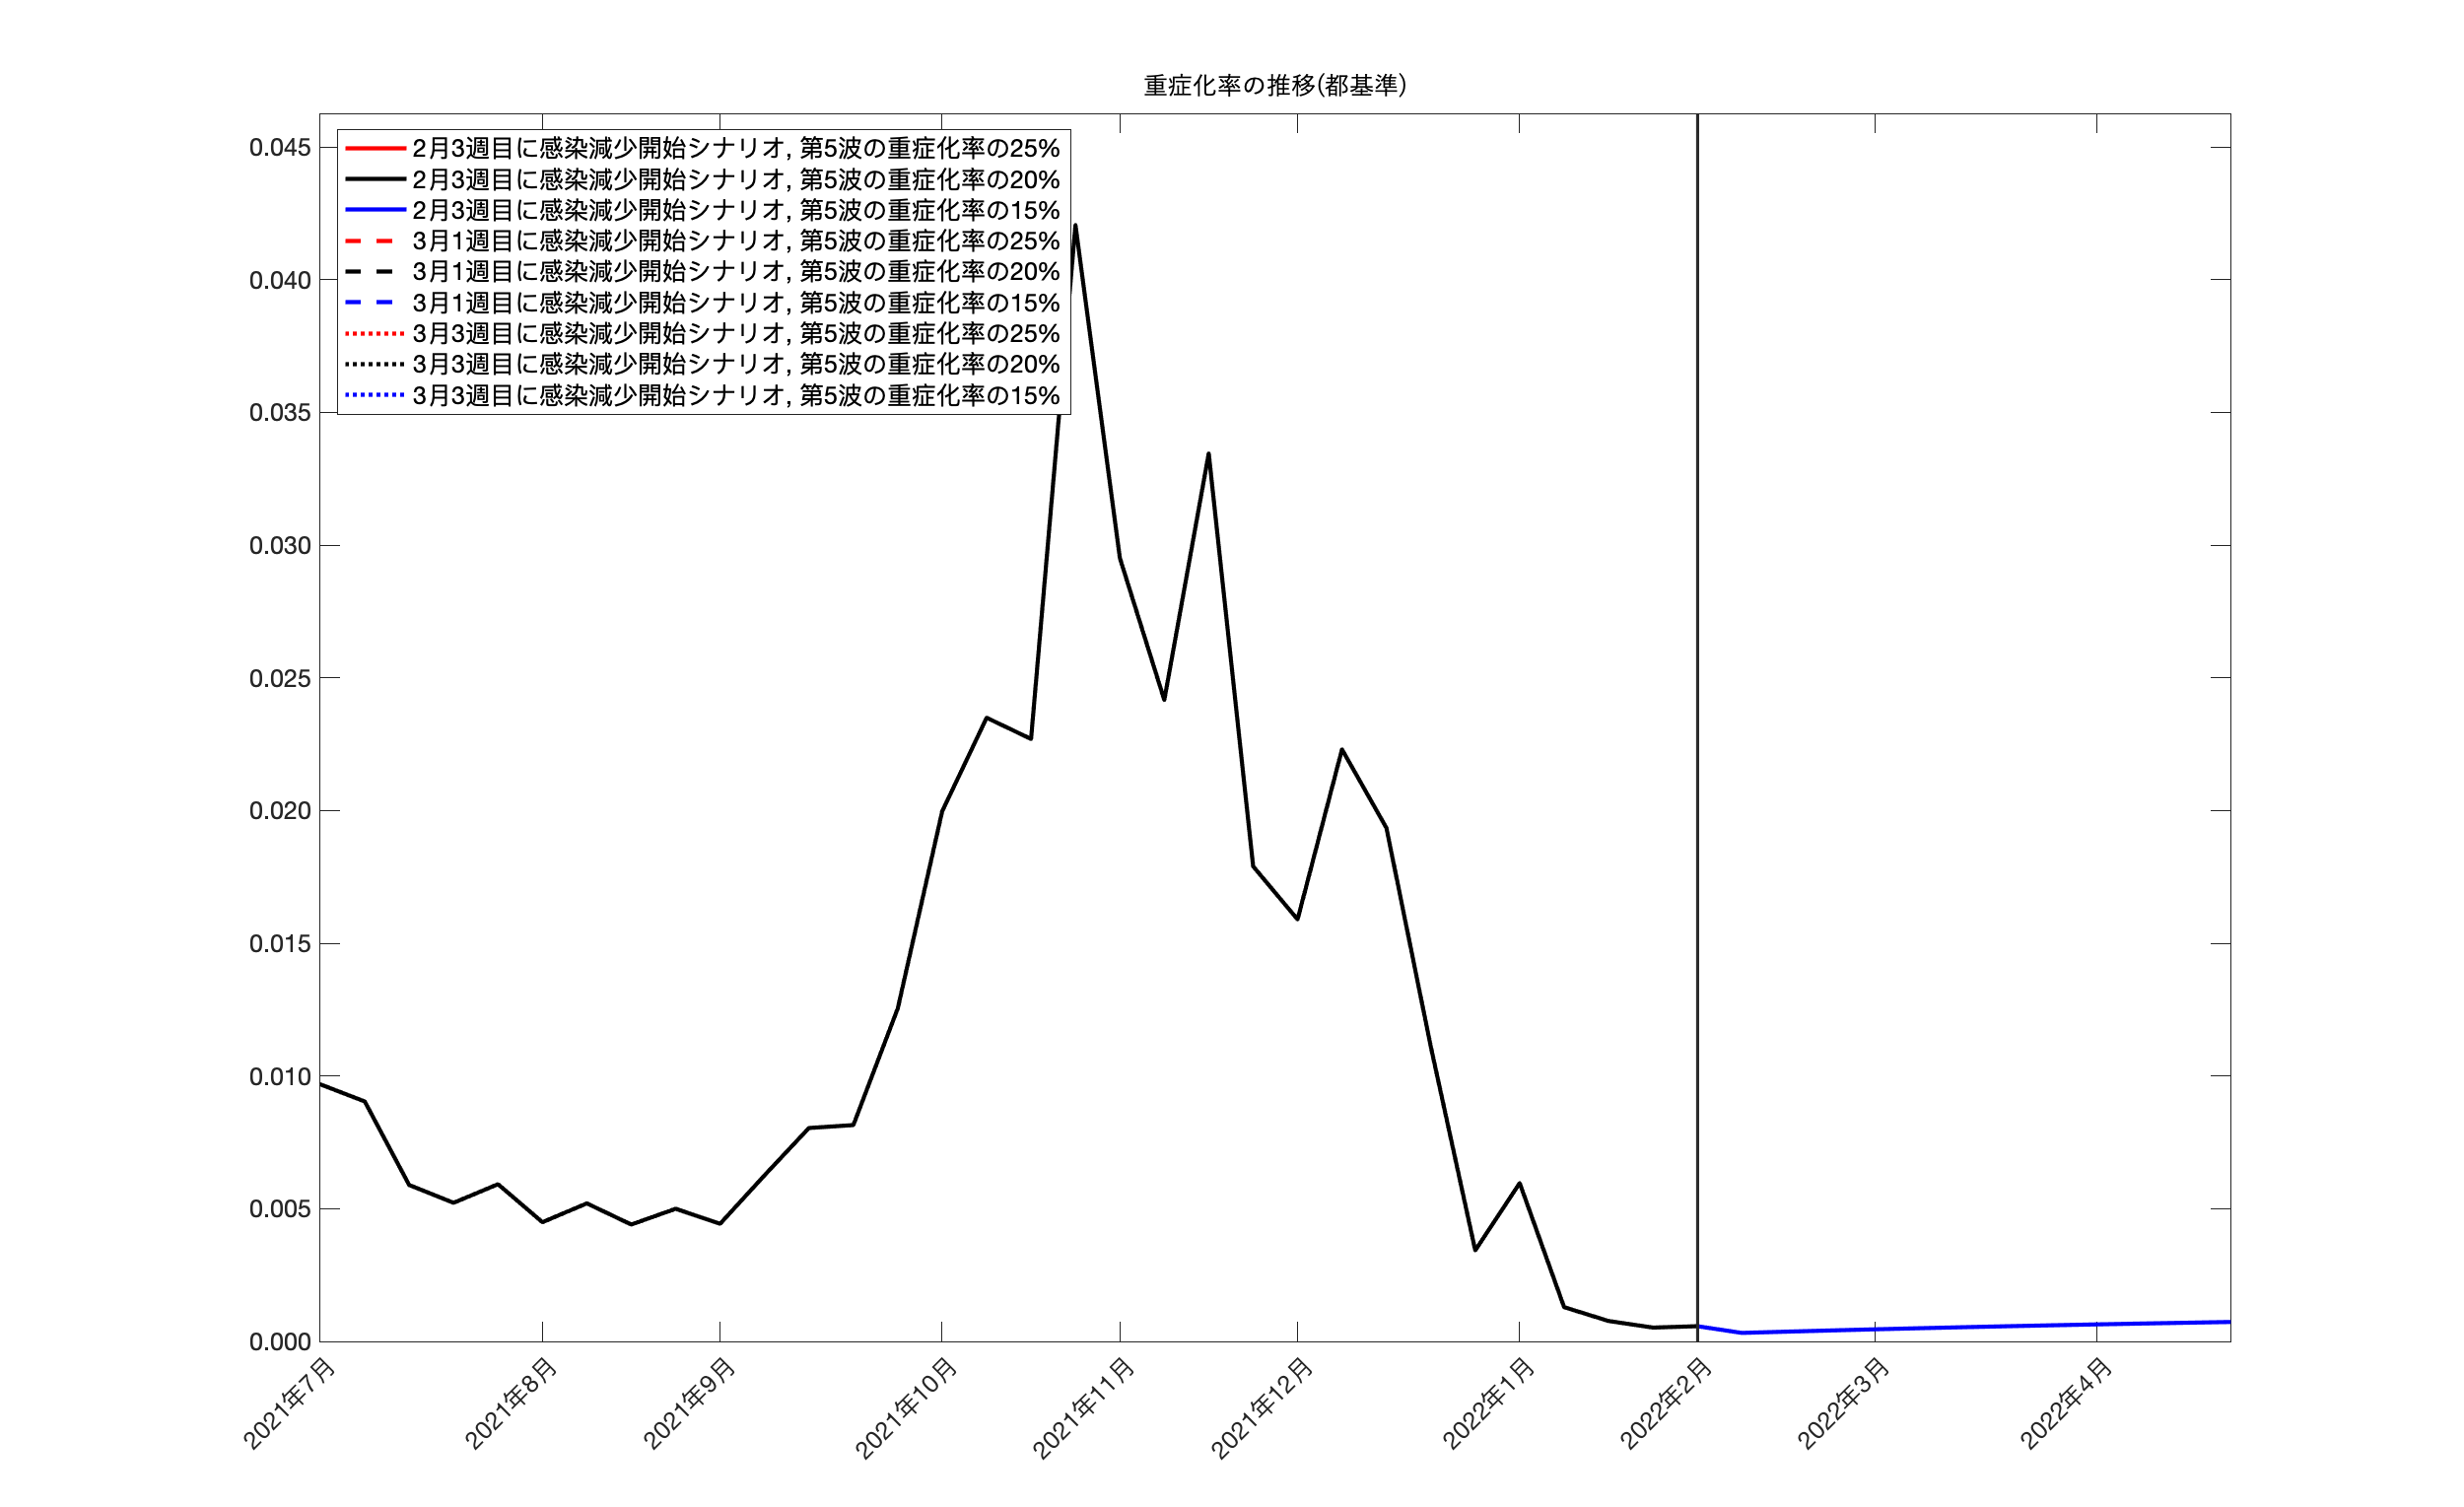 重症化率の推移(都基準)
2月3週目に感染減少開始シナリオ, 第5波の重症化率の25%
2月3週目に感染減少開始シナリオ, 第5波の重症化率の20%
2月3週目に感染減少開始シナリオ, 第5波の重症化率の15%
3月1週目に感染減少開始シナリオ, 第5波の重症化率の25%
3月1週目に感染減少開始シナリオ, 第5波の重症化率の20%
3月1週目に感染減少開始シナリオ, 第5波の重症化率の15%
3月3週目に感染減少開始シナリオ, 第5波の重症化率の25%
3月3週目に感染減少開始シナリオ, 第5波の重症化率の20%
3月3週目に感染減少開始シナリオ, 第5波の重症化率の15%
0.045
0.040
0.035
0.030
0.025
0.020
0.015
0.010
0.005
0.000
2021年7月
2021年8月
2021年9月
2021年10月
2021年11月
2021年12月
2022年1月
2022年2月
2022年3月
2022年4月